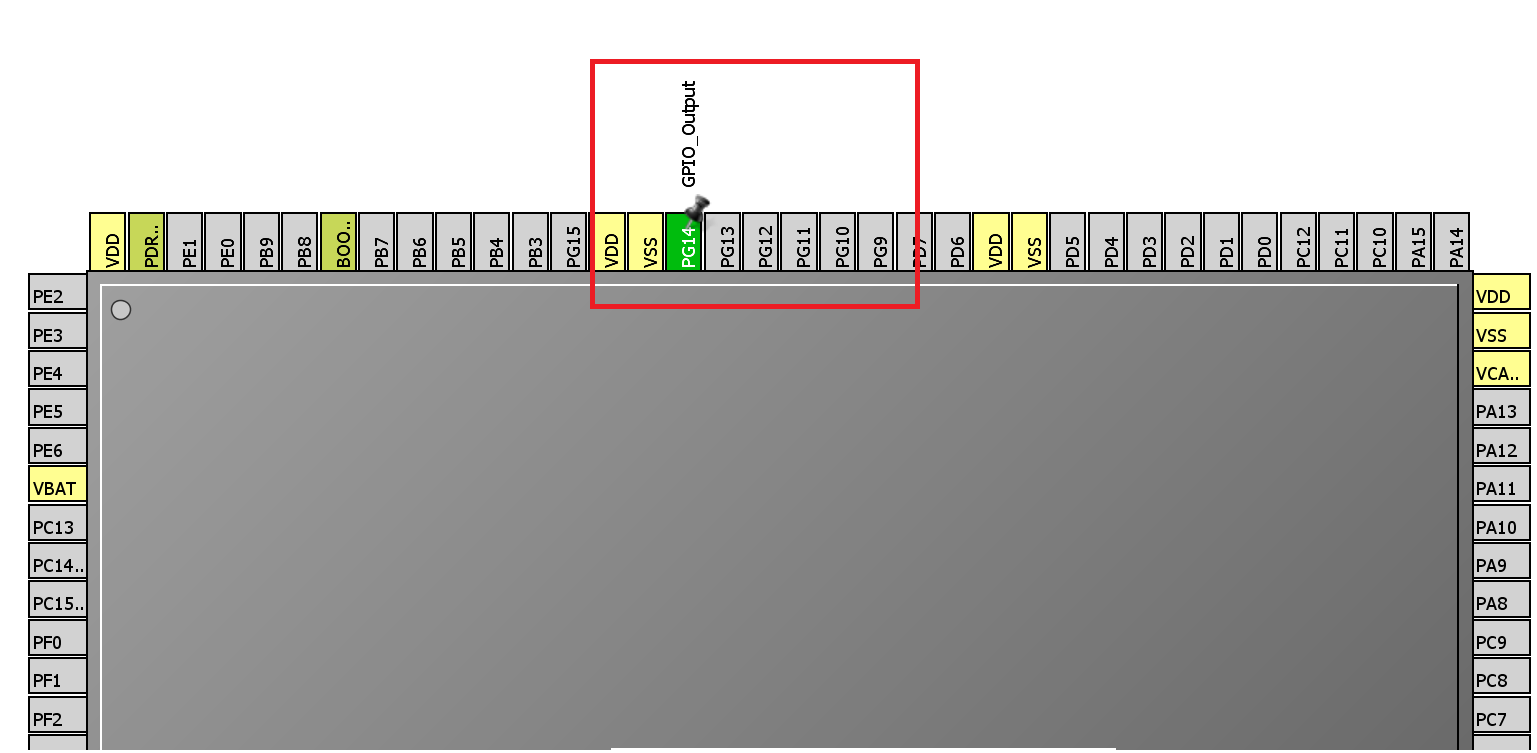 GPIO_Output
VDD
PDR..
PE1
PE0
PB9
PB8
BOO..
PB7
PB6
PB5
PB4
PB3
PG15
VDD
VSS
PG14
PG13
PG12
PG11
PG10
PG9
PD7
PD6
VDD
VSS
PD5
PD4
PD3
PD2
PD1
PD0
PC12
PC11
PC10
PA15
PA14
PE2
PE3
PE4
PE5
PE6
VBAT
PC13
PC14..
PC15..
PF0
PF1
PF2
VDD
VSS
VCA..
PA13
PA12
PA11
PA10
PA9
PA8
PC9
PC8
PC7